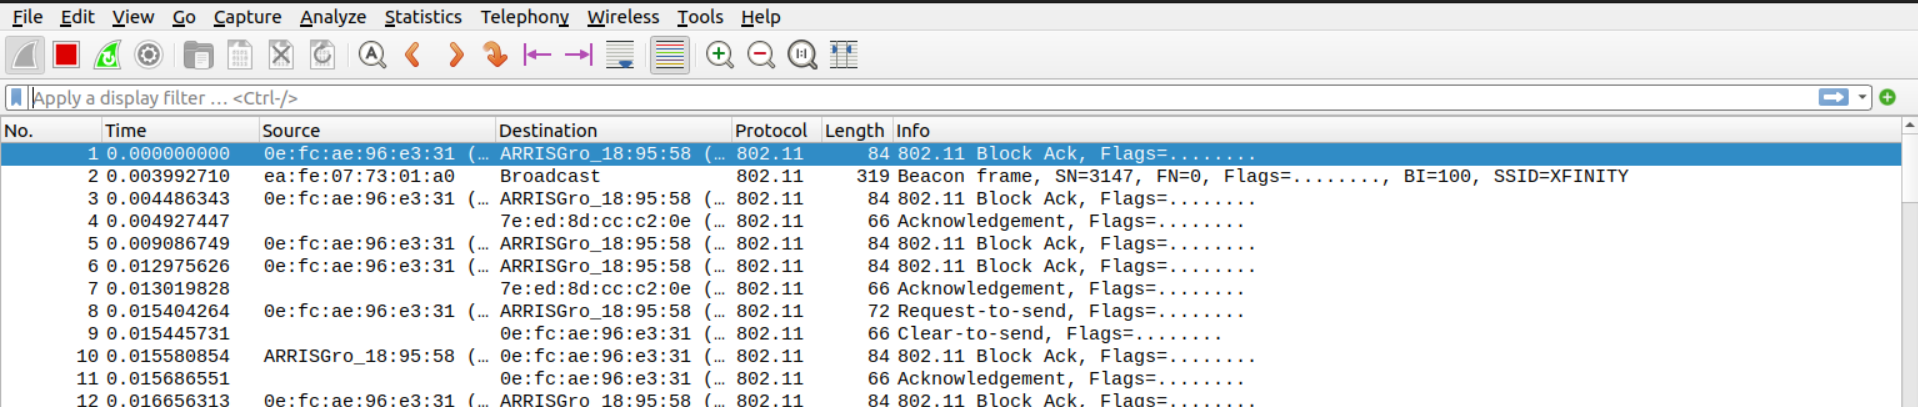 File Edit View Go Capture Analyze Statistics Telephony Wireless Tools Help
Apply a display filter … <Ctrl-/>
No. Time Source Destination Protocol Length Info
1 0.000000000 0e:fc:ae:96:e3:31 (… ARRISGro_18:95:58 (… 802.11 84 802.11 Block Ack, Flags=........
2 0.003992710 ea:fe:07:73:01:a0 Broadcast 802.11 319 Beacon frame, SN=3147, FN=0, Flags=........, BI=100, SSID=XFINITY
3 0.004486343 0e:fc:ae:96:e3:31 (… ARRISGro_18:95:58 (… 802.11 84 802.11 Block Ack, Flags=........
4 0.004927447 7e:ed:8d:cc:c2:0e (… 802.11 66 Acknowledgement, Flags=........
5 0.009086749 0e:fc:ae:96:e3:31 (… ARRISGro_18:95:58 (… 802.11 84 802.11 Block Ack, Flags=........
6 0.012975626 0e:fc:ae:96:e3:31 (… ARRISGro_18:95:58 (… 802.11 84 802.11 Block Ack, Flags=........
7 0.013019828 7e:ed:8d:cc:c2:0e (… 802.11 66 Acknowledgement, Flags=........
8 0.015404264 0e:fc:ae:96:e3:31 (… ARRISGro_18:95:58 (… 802.11 72 Request-to-send, Flags=........
9 0.015445731 0e:fc:ae:96:e3:31 (… 802.11 66 Clear-to-send, Flags=........
10 0.015580854 ARRISGro_18:95:58 (… 0e:fc:ae:96:e3:31 (… 802.11 84 802.11 Block Ack, Flags=........
11 0.015686551 0e:fc:ae:96:e3:31 (… 802.11 66 Acknowledgement, Flags=........
12 0.016656313 0e:fc:ae:96:e3:31 (… ARRISGro_18:95:58 (… 802.11 84 802.11 Block Ack, Flags=........